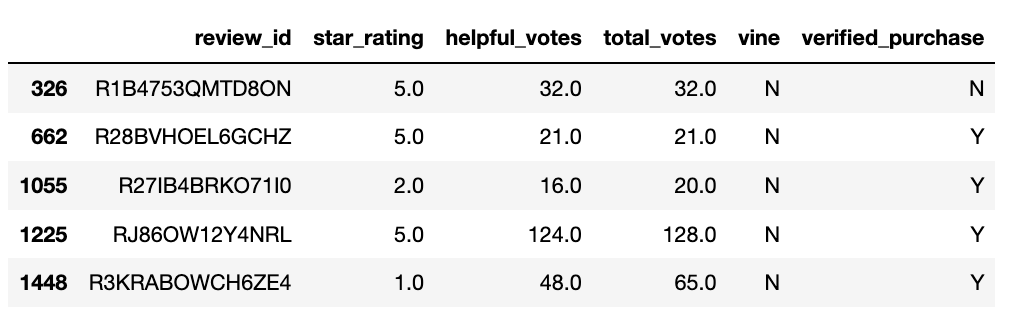 review_id star_rating helpful_votes total_votes vine verified_purchase
326 R1B4753QMTD8ON 5.0 32.0 32.0 N N
662 R28BVHOEL6GCHZ 5.0 21.0 21.0 N Y
1055 R27IB4BRKO71I0 2.0 16.0 20.0 N Y
1225 RJ86OW12Y4NRL 5.0 124.0 128.0 N Y
1448 R3KRABOWCH6ZE4 1.0 48.0 65.0 N Y